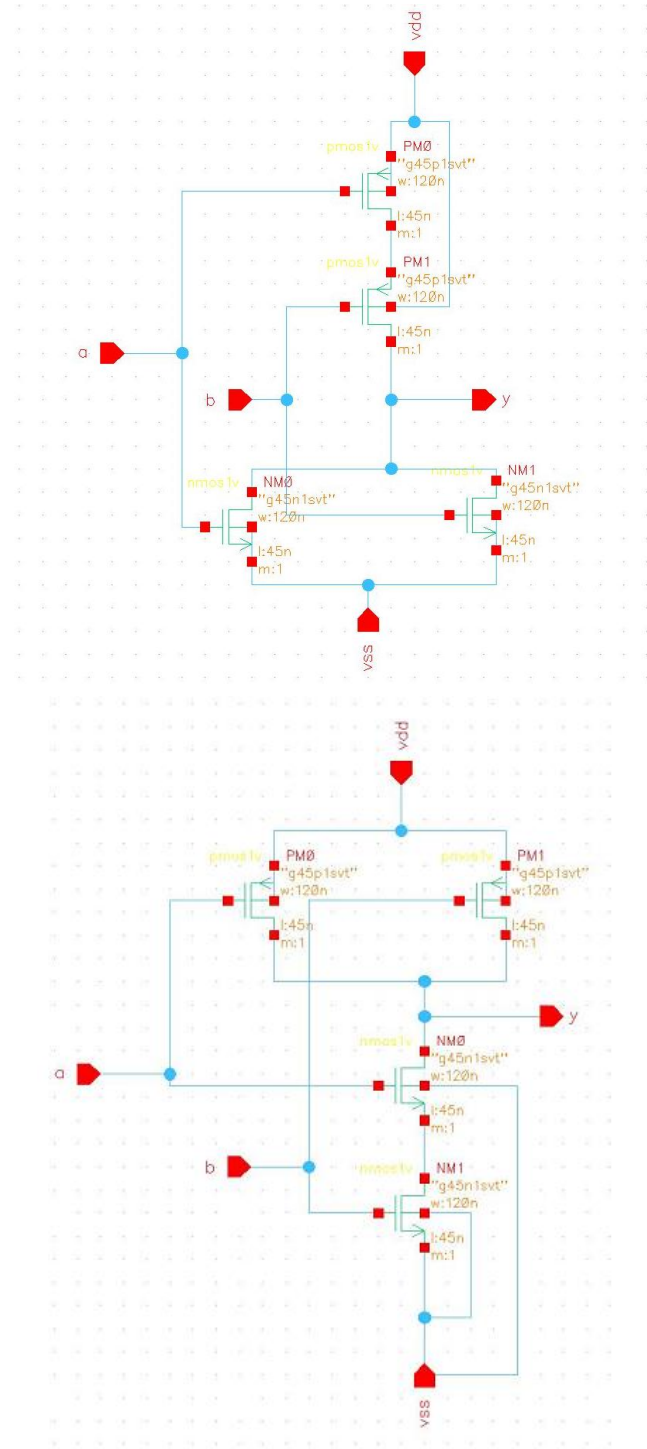 vdd
pmos1v PM0
"g45p1svt"
w:120n
l:45n
m:1
pmos1v PM1
"g45p1svt"
w:120n
l:45n
m:1
a
b
y
nmos1v NM0
"g45n1svt"
w:120n
l:45n
m:1
nmos1v NM1
"g45n1svt"
w:120n
l:45n
m:1
vss
vdd
pmos1v PM0
"g45p1svt"
w:120n
l:45n
m:1
pmos1v PM1
"g45p1svt"
w:120n
l:45n
m:1
y
nmos1v NM0
"g45n1svt"
w:120n
l:45n
m:1
a
b
nmos1v NM1
"g45n1svt"
w:120n
l:45n
m:1
vss